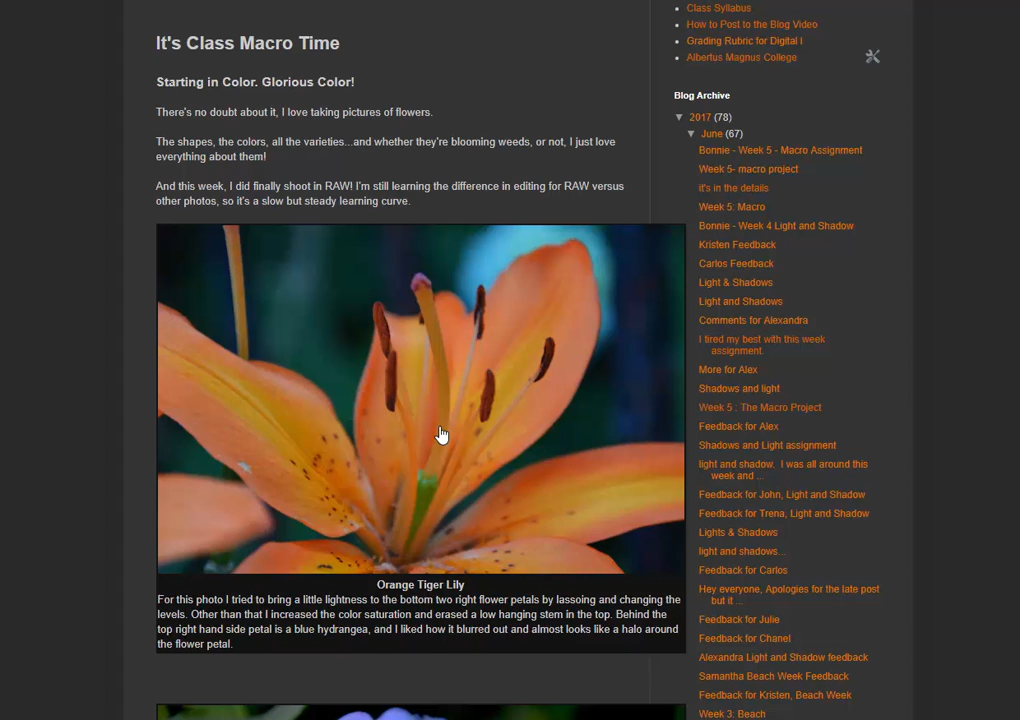 Class Syllabus
How to Post to the Blog Video
Grading Rubric for Digital I
Albertus Magnus College
It's Class Macro Time
Starting in Color. Glorious Color!
There's no doubt about it, I love taking pictures of flowers.
The shapes, the colors, all the varieties...and whether they're blooming weeds, or not, I just love
everything about them!
And this week, I did finally shoot in RAW! I'm still learning the difference in editing for RAW versus
other photos, so it's a slow but steady learning curve.
Orange Tiger Lily
For this photo I tried to bring a little lightness to the bottom two right flower petals by lassoing and changing the
levels. Other than that I increased the color saturation and erased a low hanging stem in the top. Behind the
top right hand side petal is a blue hydrangea, and I liked how it blurred out and almost looks like a halo around
the flower petal.
Blog Archive
▼ 2017 (78)
▼ June (67)
Bonnie - Week 5 - Macro Assignment
Week 5- macro project
it's in the details
Week 5: Macro
Bonnie - Week 4 Light and Shadow
Kristen Feedback
Carlos Feedback
Light & Shadows
Light and Shadows
Comments for Alexandra
I tired my best with this week
assignment.
More for Alex
Shadows and light
Week 5 : The Macro Project
Feedback for Alex
Shadows and Light assignment
light and shadow. I was all around this
week and ...
Feedback for John, Light and Shadow
Feedback for Trena, Light and Shadow
Lights & Shadows
light and shadows...
Feedback for Carlos
Hey everyone, Apologies for the late post
but it ...
Feedback for Julie
Feedback for Chanel
Alexandra Light and Shadow feedback
Samantha Beach Week Feedback
Feedback for Kristen, Beach Week
Week 3: Beach